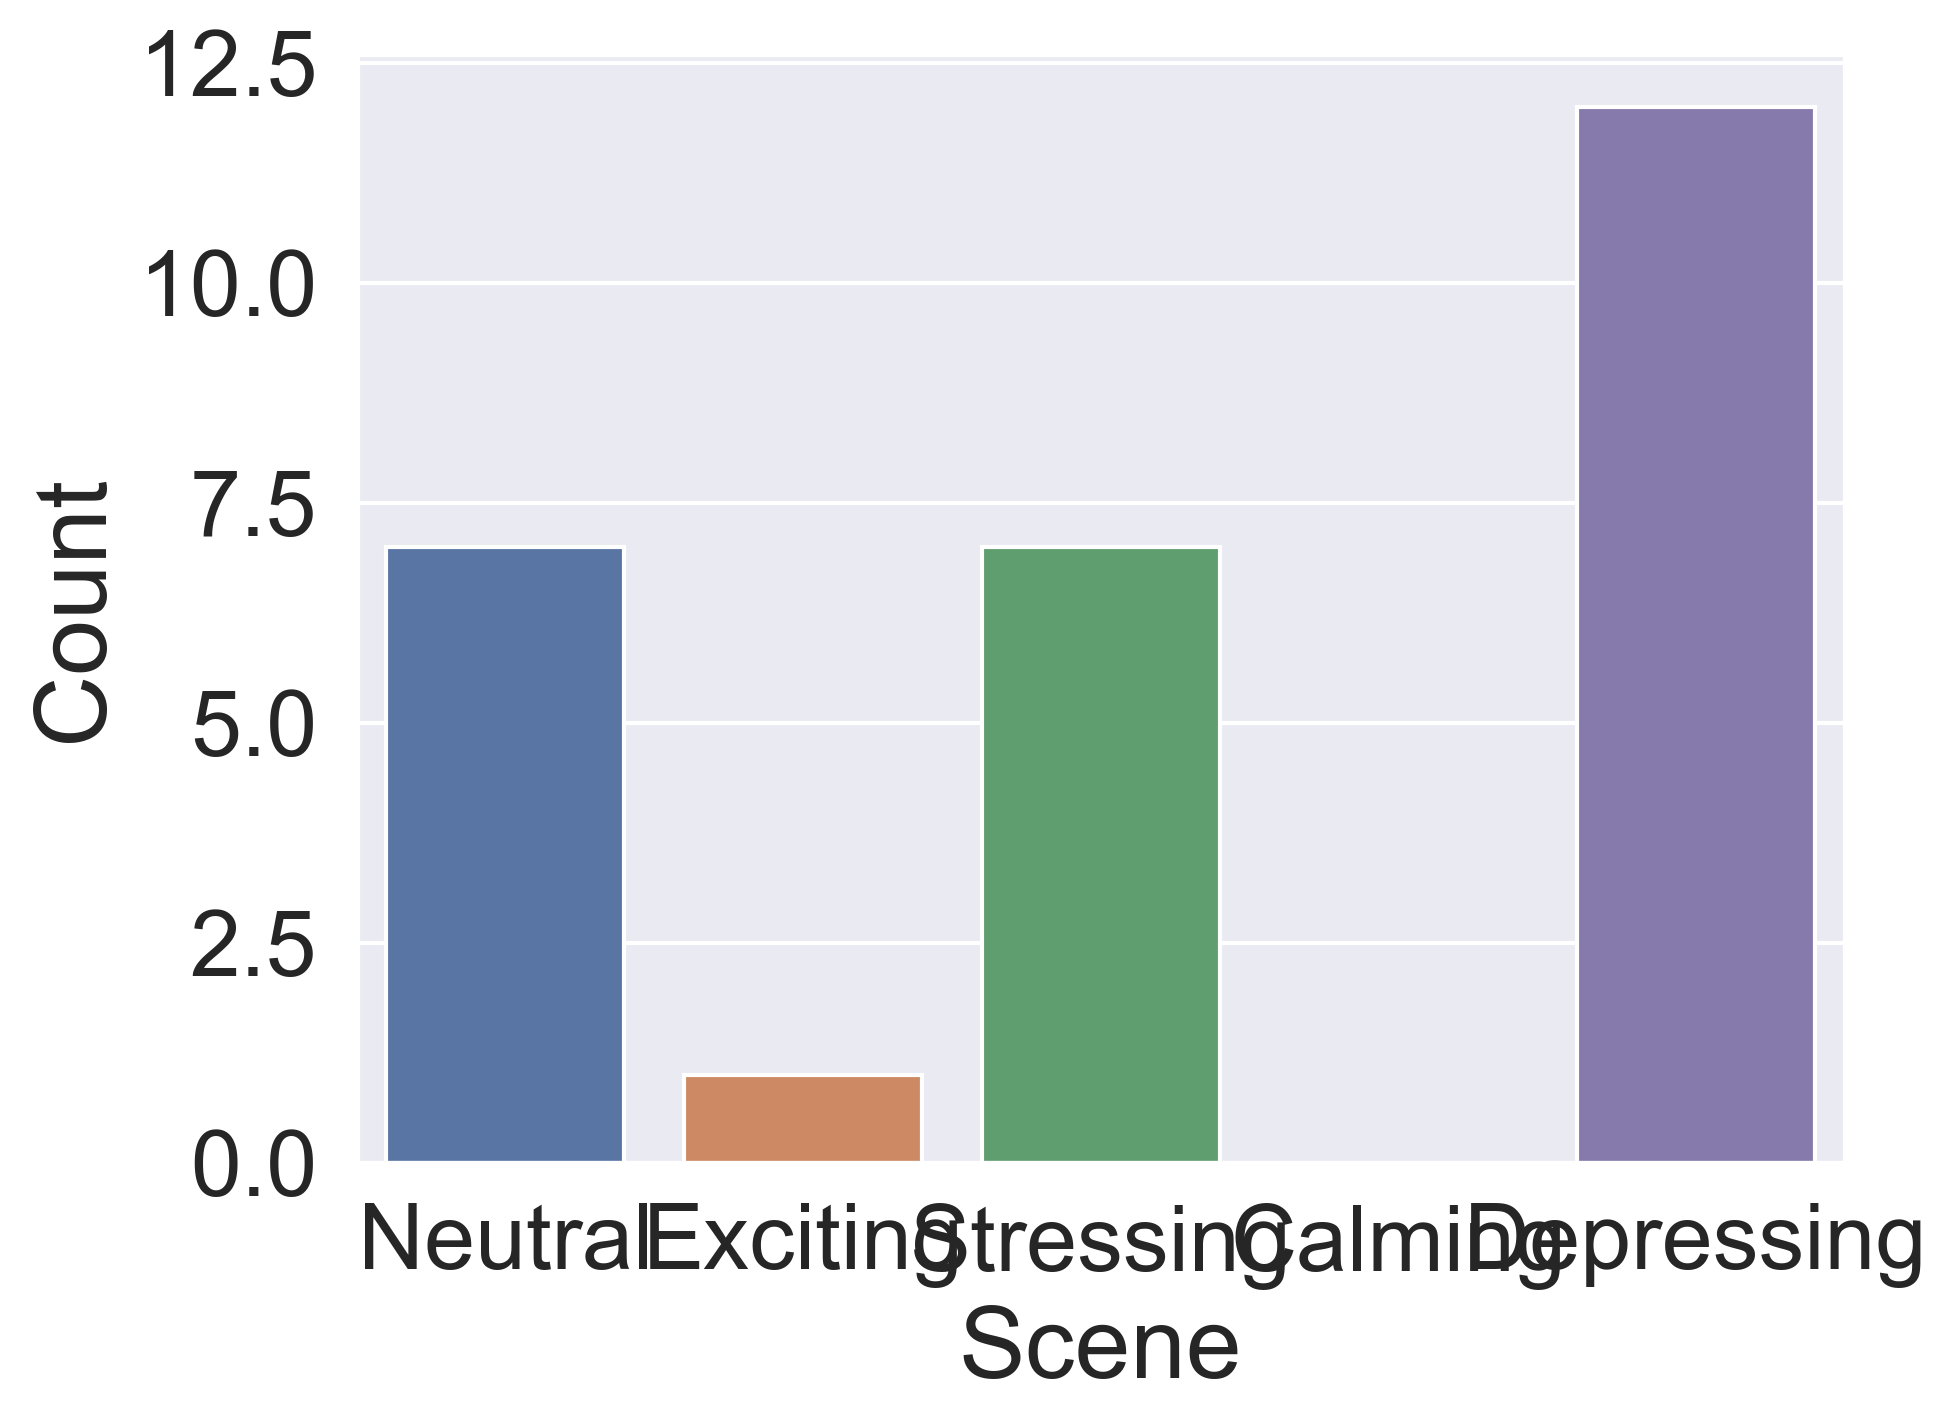 12.5
10.0
7.5
5.0
2.5
0.0
Count
Neutral
Exciting
Stressing
Calming
Depressing
Scene